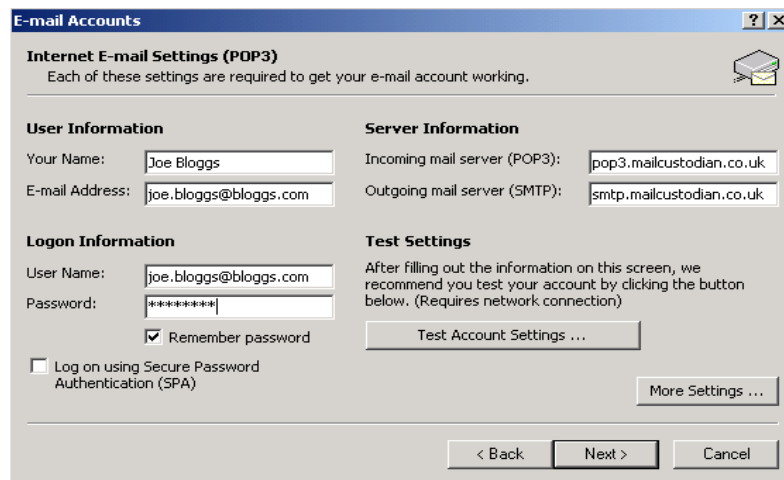 E-mail Accounts
Internet E-mail Settings (POP3)
Each of these settings are required to get your e-mail account working.
User Information
Your Name: Joe Bloggs
E-mail Address: joe.bloggs@bloggs.com
Server Information
Incoming mail server (POP3): pop3.mailcustodian.co.uk
Outgoing mail server (SMTP): smtp.mailcustodian.co.uk
Logon Information
User Name: joe.bloggs@bloggs.com
Password: ********
Remember password
Log on using Secure Password
Authentication (SPA)
Test Settings
After filling out the information on this screen, we
recommend you test your account by clicking the button
below. (Requires network connection)
Test Account Settings ...
More Settings ...
< Back
Next >
Cancel